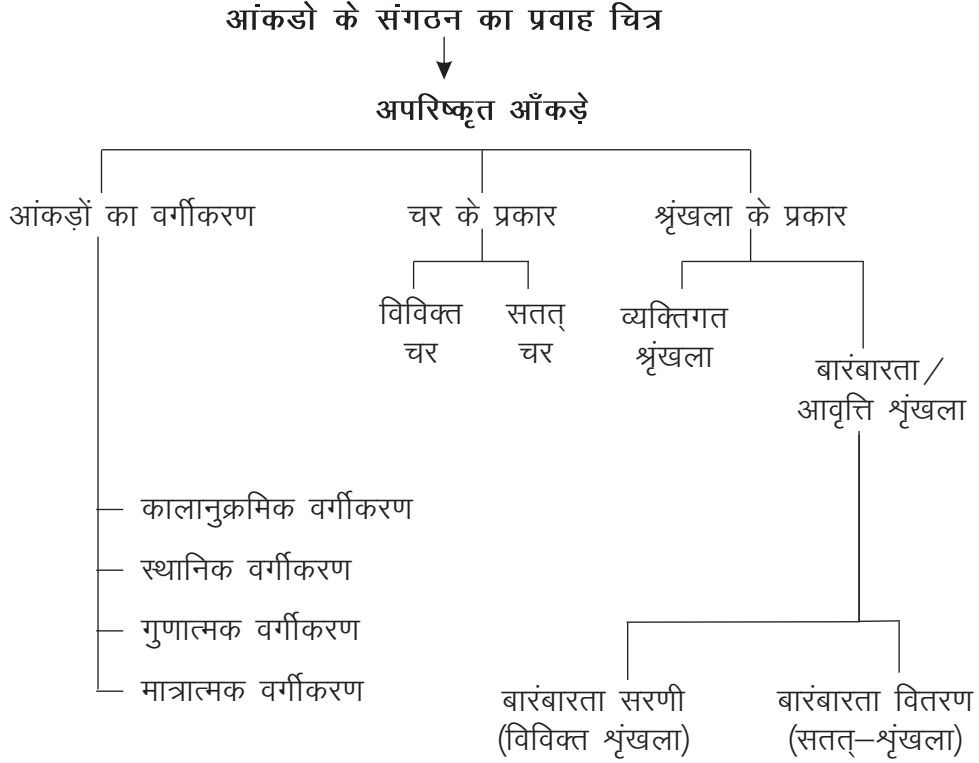 आंकडो के संगठन का प्रवाह चित्र
अपरिष्कृत आँकड़े
आंकड़ों का वर्गीकरण
चर के प्रकार
श्रृंखला के प्रकार
विविक्त
चर
सतत्
चर
व्यक्तिगत
श्रृंखला
बारंबारता/
आवृत्ति शृंखला
कालानुक्रमिक वर्गीकरण
स्थानिक वर्गीकरण
गुणात्मक वर्गीकरण
मात्रात्मक वर्गीकरण
बारंबारता सरणी
(विविक्त शृंखला)
बारंबारता वितरण
(सतत्–शृंखला)